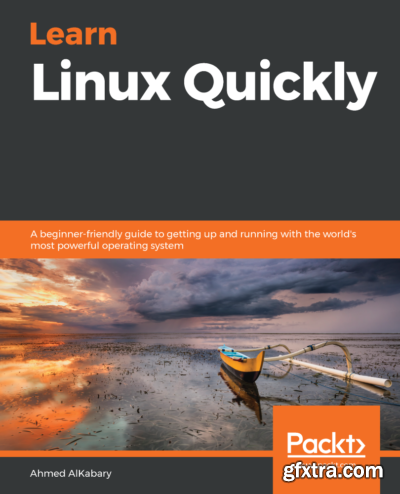 Learn
Linux Quickly
A beginner-friendly guide to getting up and running with the world's
most powerful operating system
Ahmed AlKabary
Packt>
gfxtra.com